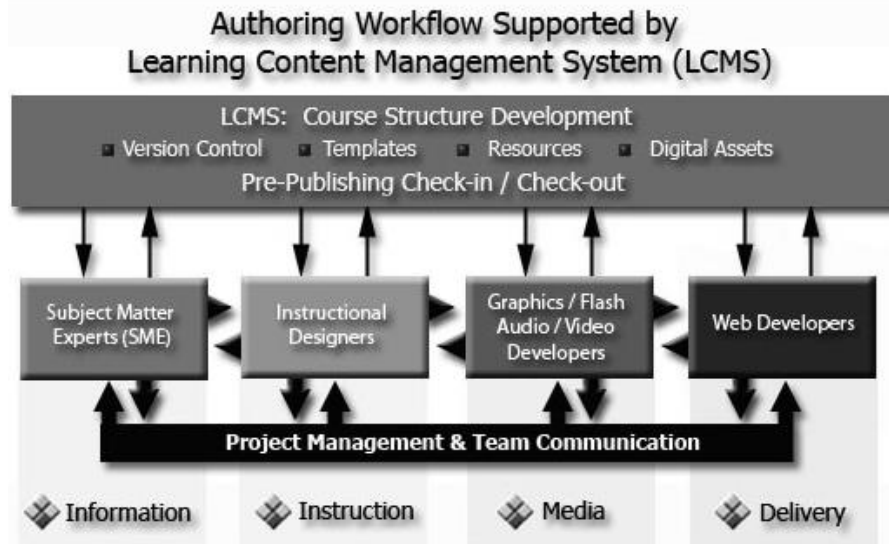 Authoring Workflow Supported by
Learning Content Management System (LCMS)
LCMS: Course Structure Development
Version Control Templates Resources Digital Assets
Pre-Publishing Check-in / Check-out
Subject Matter
Experts (SME)
Instructional
Designers
Graphics / Flash
Audio / Video
Developers
Web Developers
Project Management & Team Communication
Information Instruction Media Delivery